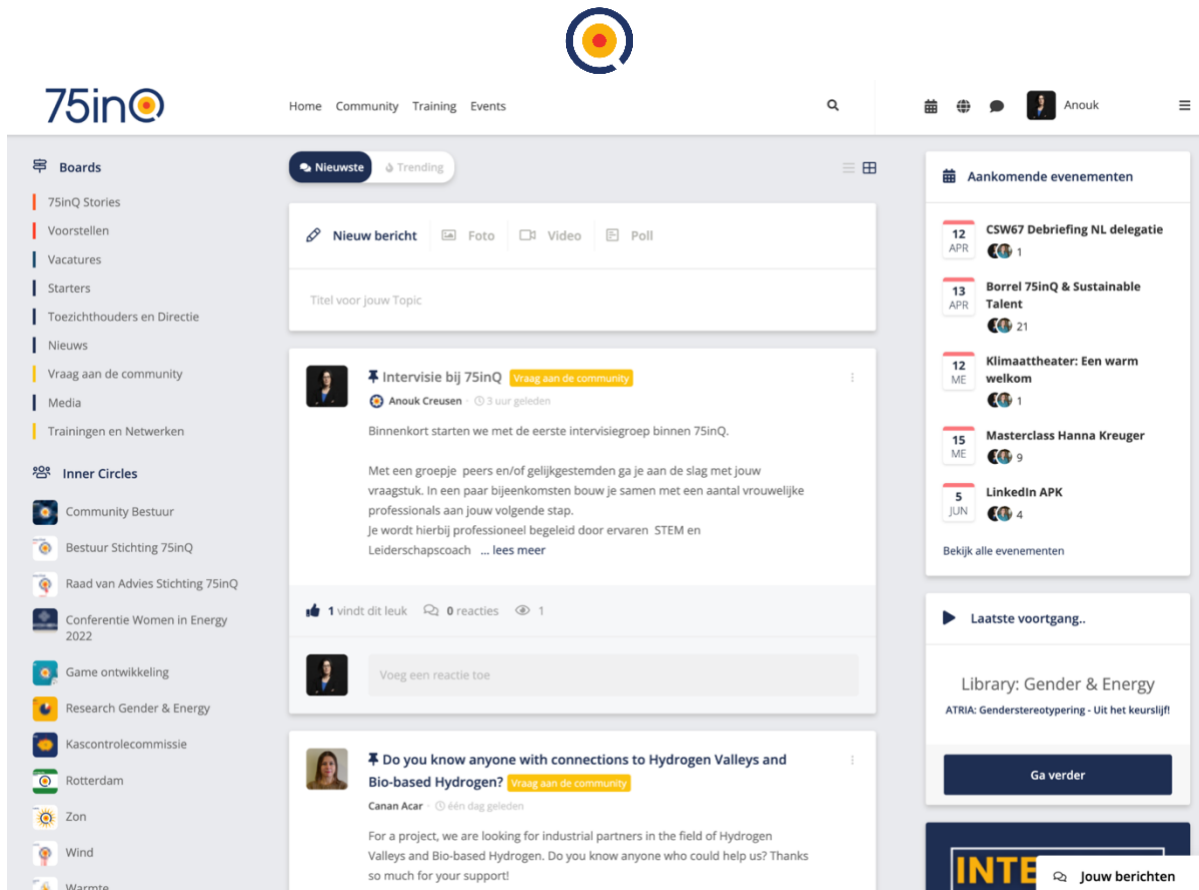 75inQ
Home Community Training Events
Anouk
Boards
75inQ Stories
Voorstellen
Vacatures
Starters
Toezichthouders en Directie
Nieuws
Vraag aan de community
Media
Trainingen en Netwerken
Inner Circles
Community Bestuur
Bestuur Stichting 75inQ
Raad van Advies Stichting 75inQ
Conferentie Women in Energy
2022
Game ontwikkeling
Research Gender & Energy
Kascontrolecommissie
Rotterdam
Zon
Wind
Warmte
Nieuwste Trending
Nieuw bericht Foto Video Poll
Titel voor jouw Topic
Intervisie bij 75inQ Vraag aan de community
Anouk Creusen · 3 uur geleden
Binnenkort starten we met de eerste intervisiegroep binnen 75inQ.
Met een groepje peers en/of gelijkgestemden ga je aan de slag met jouw
vraagstuk. In een paar bijeenkomsten bouw je samen met een aantal vrouwelijke
professionals aan jouw volgende stap.
Je wordt hierbij professioneel begeleid door ervaren STEM en
Leiderschapscoach ... lees meer
1 vindt dit leuk 0 reacties 1
Voeg een reactie toe
Do you know anyone with connections to Hydrogen Valleys and
Bio-based Hydrogen? Vraag aan de community
Canan Acar · één dag geleden
For a project, we are looking for industrial partners in the field of Hydrogen
Valleys and Bio-based Hydrogen. Do you know anyone who could help us? Thanks
so much for your support!
Aankomende evenementen
12 APR CSW67 Debriefing NL delegatie
1
13 APR Borrel 75inQ & Sustainable
Talent
21
12 ME Klimaattheater: Een warm
welkom
1
15 ME Masterclass Hanna Kreuger
9
5 JUN LinkedIn APK
4
Bekijk alle evenementen
Laatste voortgang..
Library: Gender & Energy
ATRIA: Genderstereotypering - Uit het keurslijf!
Ga verder
INTE
Jouw berichten